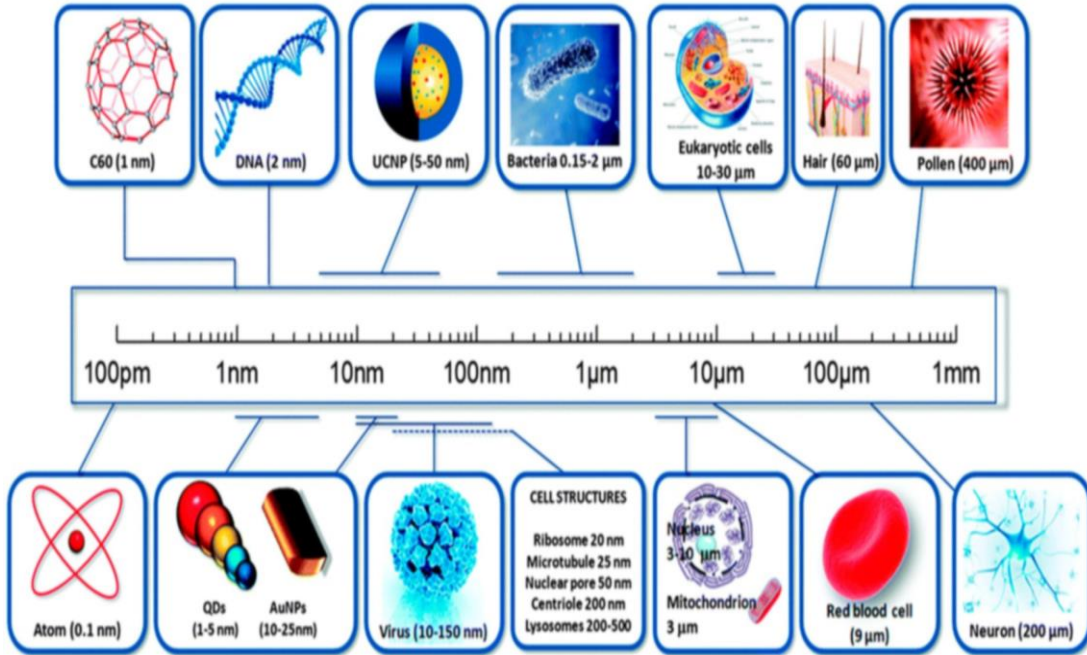 C60 (1 nm)
DNA (2 nm)
UCNP (5-50 nm)
Bacteria 0.15-2 μm
Eukaryotic cells
10-30 μm
Hair (60 μm)
Pollen (400 μm)
100pm
1nm
10nm
100nm
1μm
10μm
100μm
1mm
Atom (0.1 nm)
QDs
(1-5 nm)
AuNPs
(10-25nm)
Virus (10-150 nm)
CELL STRUCTURES
Ribosome 20 nm
Microtubule 25 nm
Nuclear pore 50 nm
Centriole 200 nm
Lysosomes 200-500
Nucleus
3-10 μm
Mitochondrion
3 μm
Red blood cell
(9 μm)
Neuron (200 μm)